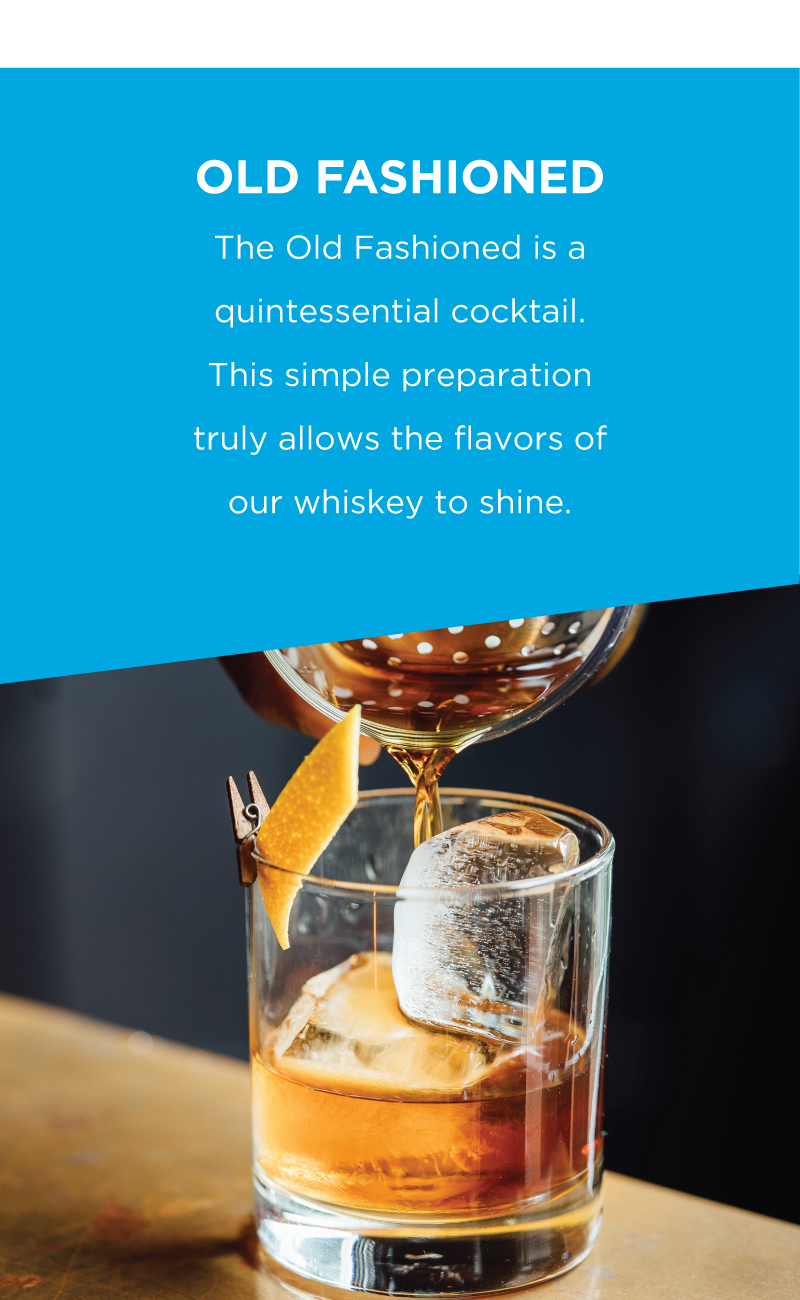 OLD FASHIONED
The Old Fashioned is a
quintessential cocktail.
This simple preparation
truly allows the flavors of
our whiskey to shine.